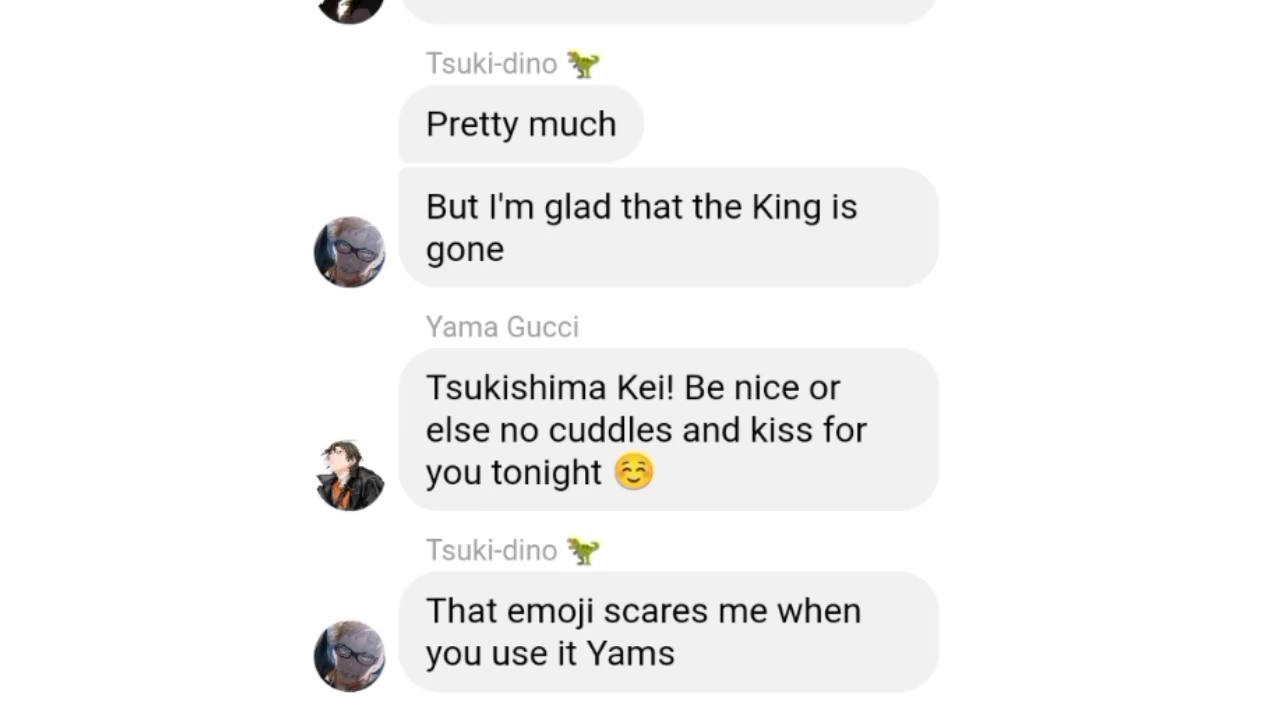 Tsuki-dino 🦖
Pretty much
But I'm glad that the King is
gone
Yama Gucci
Tsukishima Kei! Be nice or
else no cuddles and kiss for
you tonight ☺️
Tsuki-dino 🦖
That emoji scares me when
you use it Yams